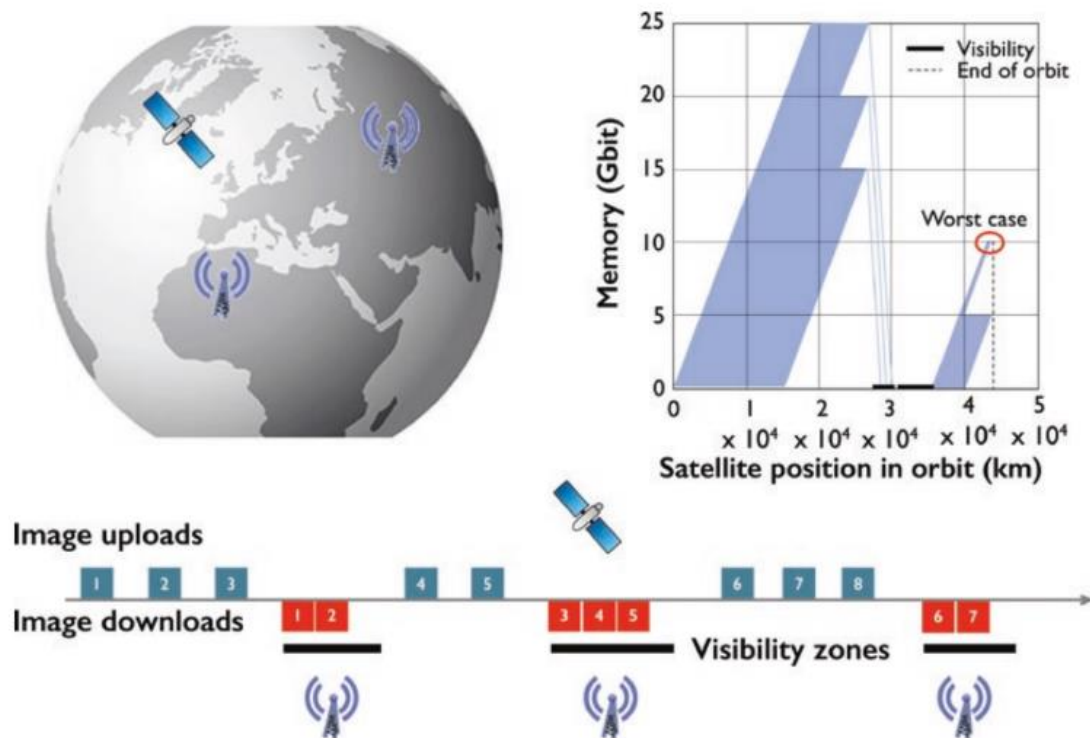 25
20
15
10
5
0
Memory (Gbit)
Visibility
End of orbit
Worst case
0 1 2 3 4 5
x 10⁴ x 10⁴ x 10⁴ x 10⁴ x 10⁴
Satellite position in orbit (km)
Image uploads
1 2 3 4 5 6 7 8
Image downloads
1 2 3 4 5 6 7
Visibility zones